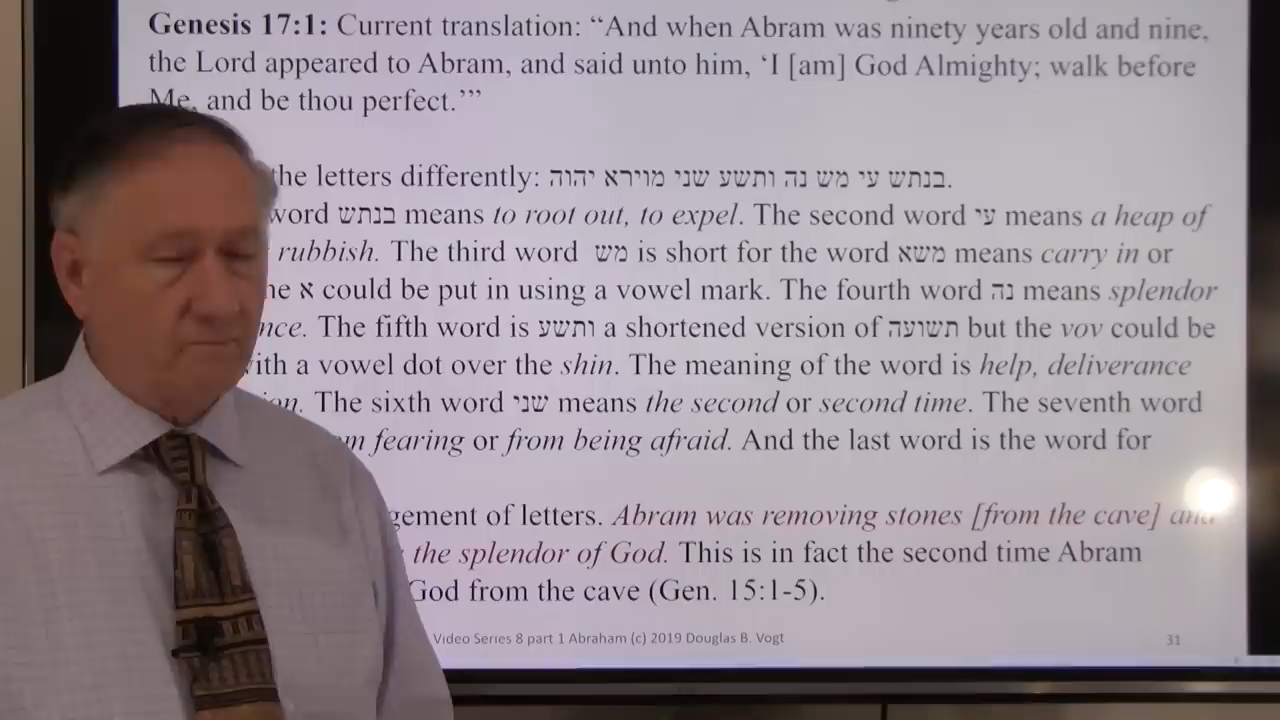 Genesis 17:1: Current translation: “And when Abram was ninety years old and nine,
the Lord appeared to Abram, and said unto him, ‘I [am] God Almighty; walk before
Me, and be thou perfect.’”
the letters differently: בנתש עי מש נה ותשע שני מוירא יהוה.
word בנתש means to root out, to expel. The second word עי means a heap of
rubbish. The third word מש is short for the word משא means carry in or
א could be put in using a vowel mark. The fourth word נה means splendor
The fifth word is ותשע a shortened version of תשועה but the vov could be
with a vowel dot over the shin. The meaning of the word is help, deliverance
The sixth word שני means the second or second time. The seventh word
fearing or from being afraid. And the last word is the word for
of letters. Abram was removing stones [from the cave] and
the splendor of God. This is in fact the second time Abram
God from the cave (Gen. 15:1-5).
Video Series 8 part 1 Abraham (c) 2019 Douglas B. Vogt
31